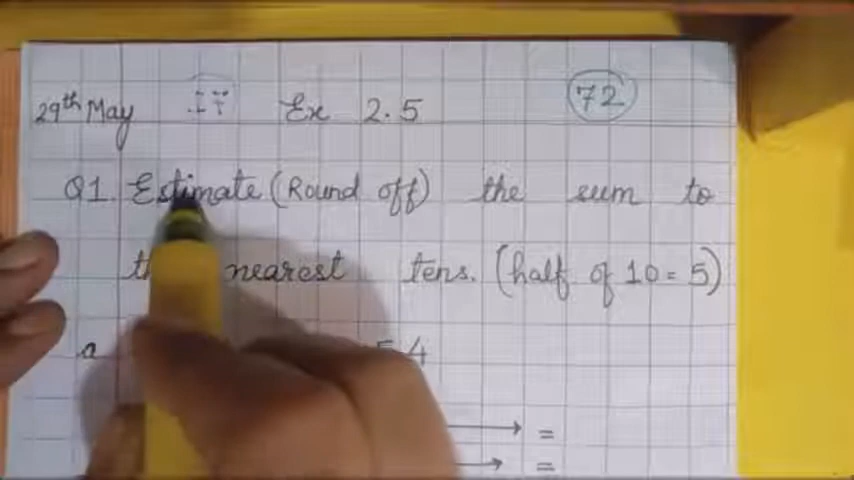 29th May Ex 2.5 72
Q1. Estimate (Round off) the sum to
nearest tens. (half of 10 = 5)
a 54
=
=